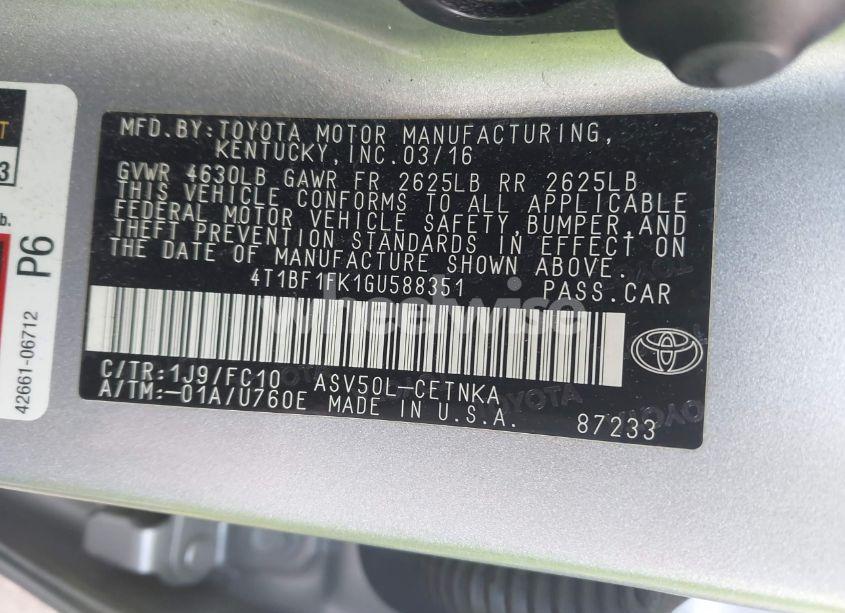 MFD.BY:TOYOTA MOTOR MANUFACTURING,
KENTUCKY,INC.03/16
GVWR 4630LB GAWR FR 2625LB RR 2625LB
THIS VEHICLE CONFORMS TO ALL APPLICABLE
FEDERAL MOTOR VEHICLE SAFETY,BUMPER,AND
THEFT PREVENTION STANDARDS IN EFFECT ON
THE DATE OF MANUFACTURE SHOWN ABOVE.
4T1BF1FK1GU588351 PASS.CAR
wheelwise
C/TR:1J9/FC10 ASV50L-CETNKA
A/TM:-01A/U760E MADE IN U.S.A. 87233
TOYOTA
T
3
b.
P6
42661-06712